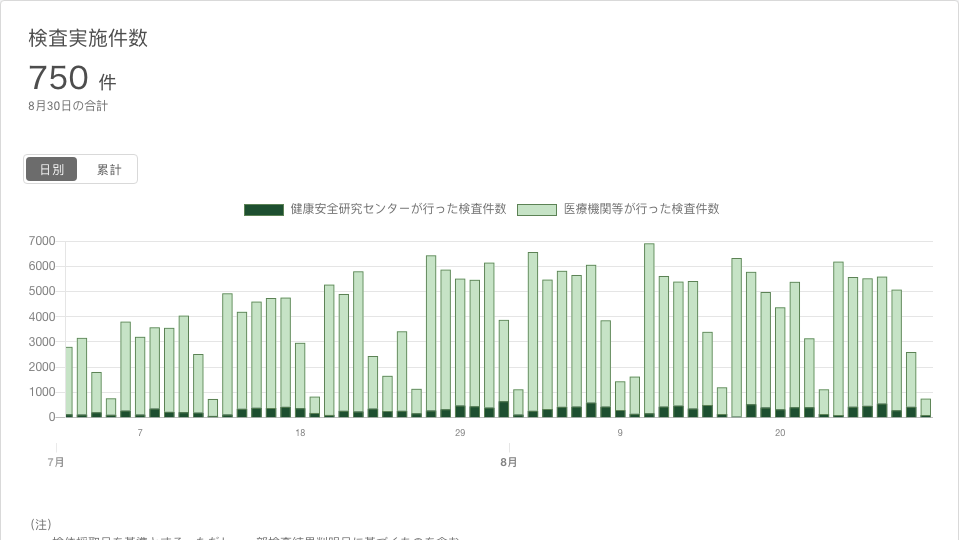 検査実施件数
750 件
8月30日の合計
日別 累計
健康安全研究センターが行った検査件数 医療機関等が行った検査件数
7000
6000
5000
4000
3000
2000
1000
0
7 18 29 9 20
7月 8月
(注)